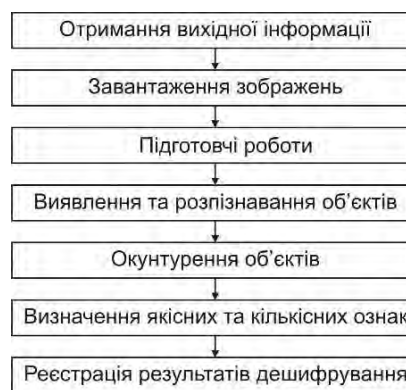 Отримання вихідної інформації
Завантаження зображень
Підготовчі роботи
Виявлення та розпізнавання об’єктів
Окунтурення об’єктів
Визначення якісних та кількісних ознак
Реєстрація результатів дешифрування